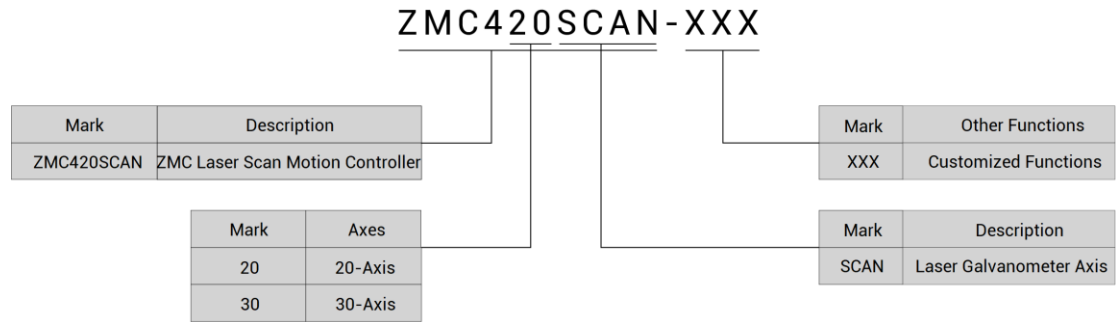 ZMC420SCAN-XXX
Mark Description
ZMC420SCAN ZMC Laser Scan Motion Controller
Mark Other Functions
XXX Customized Functions
Mark Axes
20 20-Axis
30 30-Axis
Mark Description
SCAN Laser Galvanometer Axis